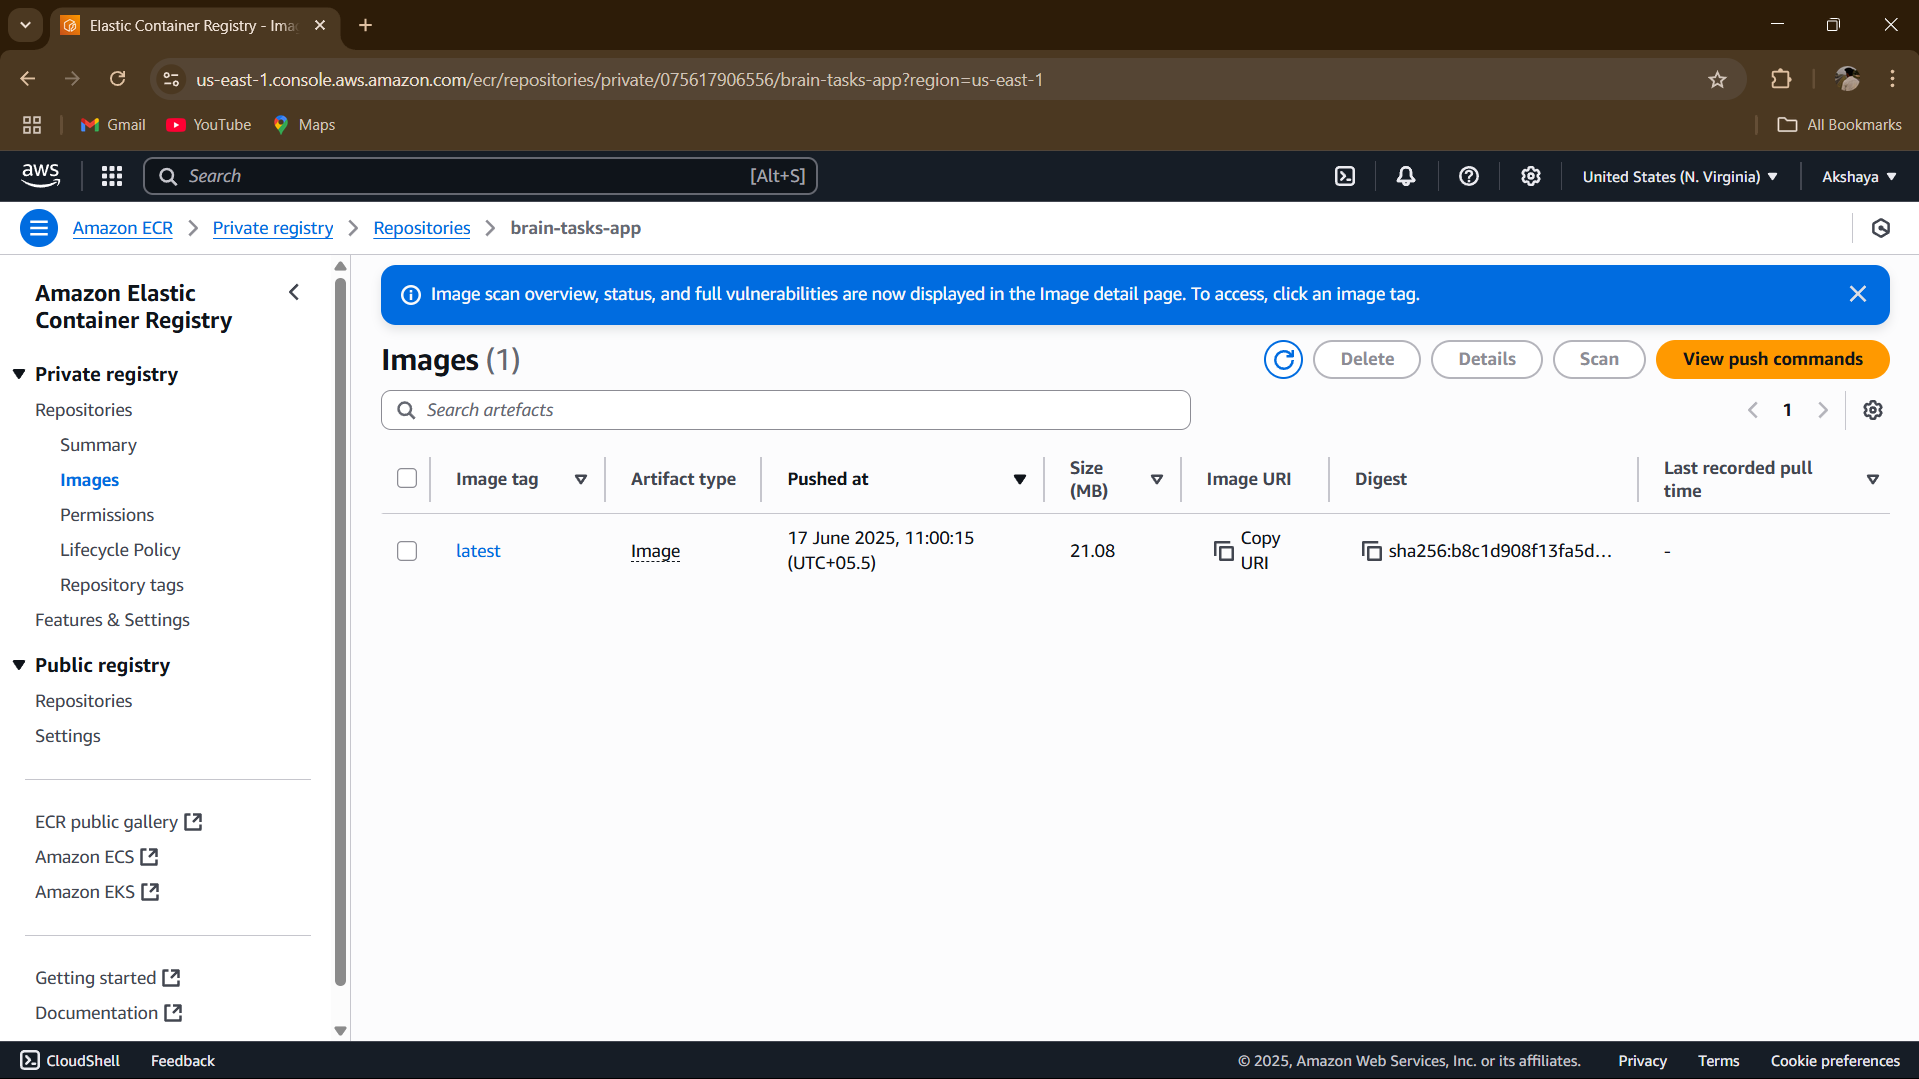 Elastic Container Registry - Ima
us-east-1.console.aws.amazon.com/ecr/repositories/private/075617906556/brain-tasks-app?region=us-east-1
Gmail YouTube Maps All Bookmarks
aws Search [Alt+S] United States (N. Virginia) Akshaya
Amazon ECR Private registry Repositories brain-tasks-app
Amazon Elastic
Container Registry
Private registry
Repositories
Summary
Images
Permissions
Lifecycle Policy
Repository tags
Features & Settings
Public registry
Repositories
Settings
ECR public gallery
Amazon ECS
Amazon EKS
Getting started
Documentation
Image scan overview, status, and full vulnerabilities are now displayed in the Image detail page. To access, click an image tag.
Images (1) Delete Details Scan View push commands
Search artefacts 1
Image tag Artifact type Pushed at Size
(MB) Image URI Digest Last recorded pull
time
latest Image 17 June 2025, 11:00:15
(UTC+05.5) 21.08 Copy
URI sha256:b8c1d908f13fa5d... -
CloudShell Feedback © 2025, Amazon Web Services, Inc. or its affiliates. Privacy Terms Cookie preferences